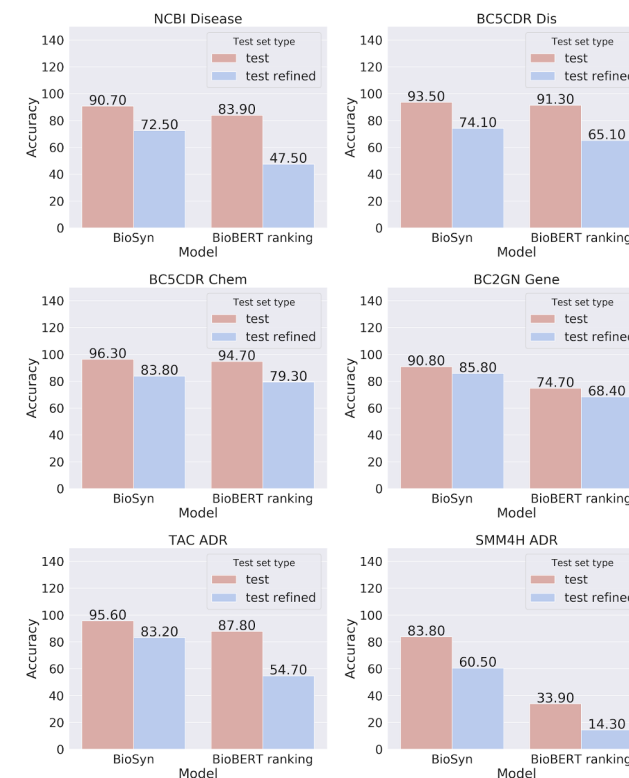 NCBI Disease
140
120
100
80
60
40
20
0
Accuracy
Test set type
test
test refined
90.70
72.50
83.90
47.50
BioSyn
BioBERT ranking
Model
BC5CDR Dis
140
120
100
80
60
40
20
0
Accuracy
Test set type
test
test refined
93.50
74.10
91.30
65.10
BioSyn
BioBERT ranking
Model
BC5CDR Chem
140
120
100
80
60
40
20
0
Accuracy
Test set type
test
test refined
96.30
83.80
94.70
79.30
BioSyn
BioBERT ranking
Model
BC2GN Gene
140
120
100
80
60
40
20
0
Accuracy
Test set type
test
test refined
90.80
85.80
74.70
68.40
BioSyn
BioBERT ranking
Model
TAC ADR
140
120
100
80
60
40
20
0
Accuracy
Test set type
test
test refined
95.60
83.20
87.80
54.70
BioSyn
BioBERT ranking
Model
SMM4H ADR
140
120
100
80
60
40
20
0
Accuracy
Test set type
test
test refined
83.80
60.50
33.90
14.30
BioSyn
BioBERT ranking
Model